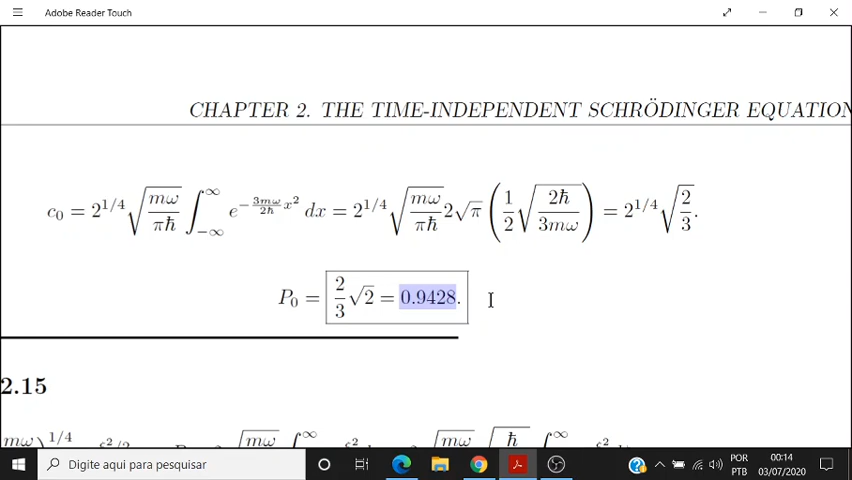 Adobe Reader Touch
CHAPTER 2. THE TIME-INDEPENDENT SCHRÖDINGER EQUATION
c₀ = 2^{1/4} √(mω/πħ) ∫_{−∞}^{∞} e^{−(3mω/2ħ)x²} dx = 2^{1/4} √(mω/πħ) 2√π (1/2 √(2ħ/3mω)) = 2^{1/4} √(2/3).
P₀ = 2/3 √2 = 0.9428.
2.15
Digite aqui para pesquisar
POR
PTB
00:14
03/07/2020